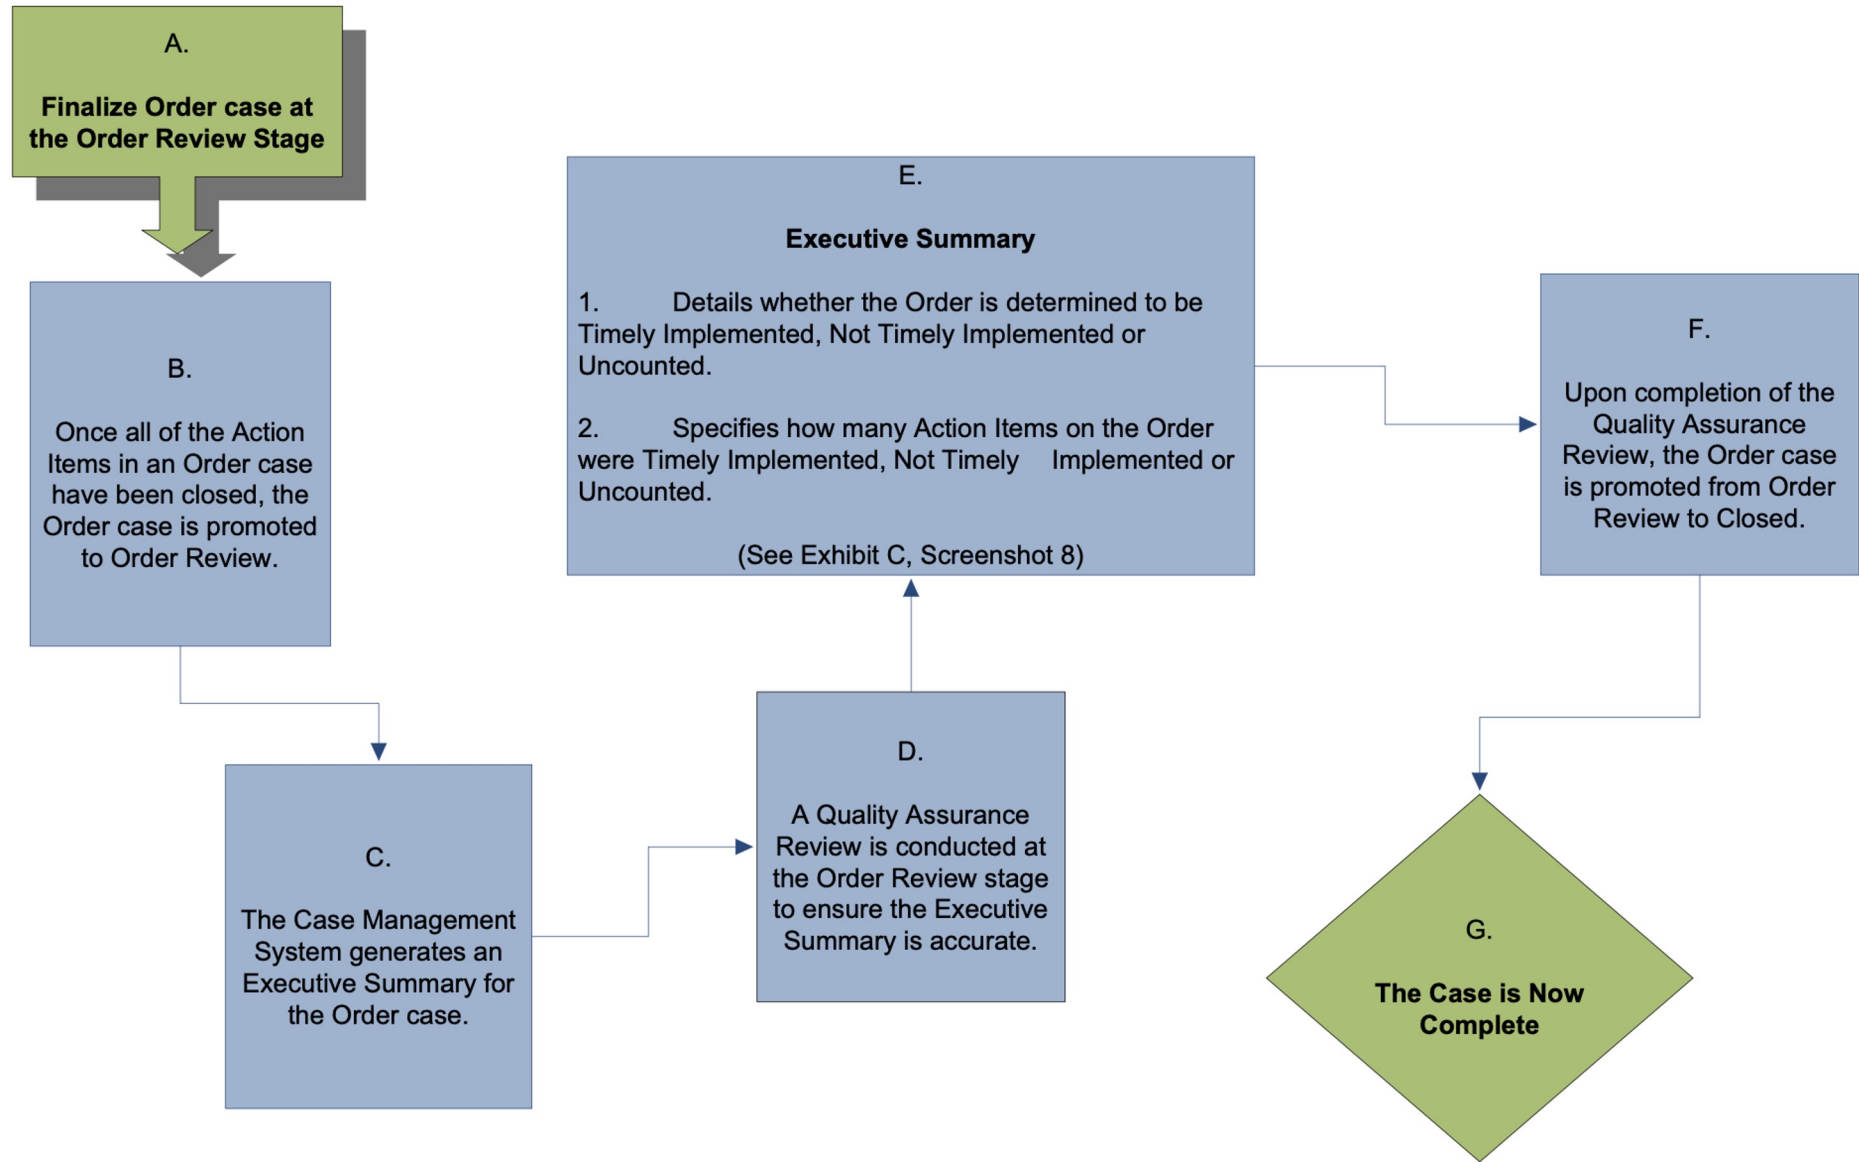 A.
Finalize Order case at
the Order Review Stage
B.
Once all of the Action
Items in an Order case
have been closed, the
Order case is promoted
to Order Review.
C.
The Case Management
System generates an
Executive Summary for
the Order case.
D.
A Quality Assurance
Review is conducted at
the Order Review stage
to ensure the Executive
Summary is accurate.
E.
Executive Summary
1. Details whether the Order is determined to be
Timely Implemented, Not Timely Implemented or
Uncounted.
2. Specifies how many Action Items on the Order
were Timely Implemented, Not Timely Implemented or
Uncounted.
(See Exhibit C, Screenshot 8)
F.
Upon completion of the
Quality Assurance
Review, the Order case
is promoted from Order
Review to Closed.
G.
The Case is Now
Complete